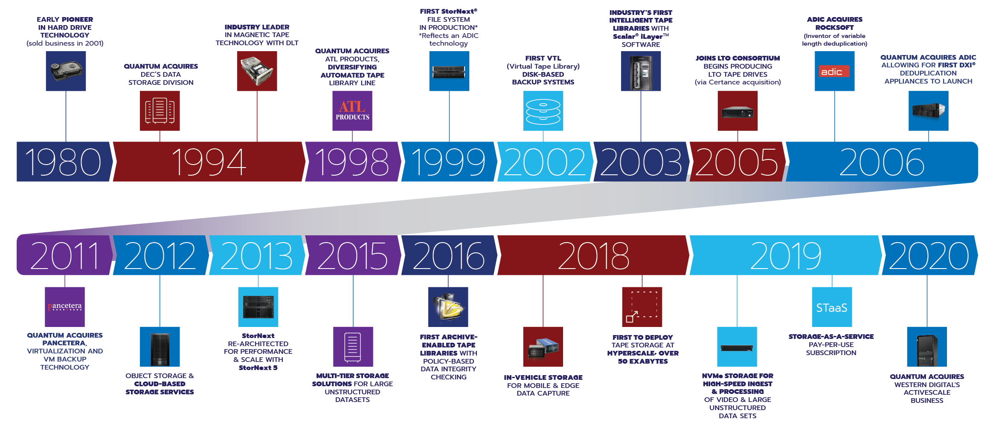 EARLY PIONEER
IN HARD DRIVE
TECHNOLOGY
(sold business in 2001)
QUANTUM ACQUIRES
DEC'S DATA
STORAGE DIVISION
INDUSTRY LEADER
IN MAGNETIC TAPE
TECHNOLOGY WITH DLT
QUANTUM ACQUIRES
ATL PRODUCTS,
DIVERSIFYING
AUTOMATED TAPE
LIBRARY LINE
ATL
PRODUCTS
FIRST StorNext®
FILE SYSTEM
IN PRODUCTION*
*Reflects an ADIC
technology
FIRST VTL
(Virtual Tape Library)
DISK-BASED
BACKUP SYSTEMS
INDUSTRY'S FIRST
INTELLIGENT TAPE
LIBRARIES WITH
Scalar® iLayer™
SOFTWARE
JOINS LTO CONSORTIUM
BEGINS PRODUCING
LTO TAPE DRIVES
(via Certance acquisition)
ADIC ACQUIRES
ROCKSOFT
(Inventor of variable
length deduplication)
adic
QUANTUM ACQUIRES ADIC
ALLOWING FOR FIRST DXI®
DEDUPLICATION
APPLIANCES TO LAUNCH
1980
1994
1998
1999
2002
2003
2005
2006
2011
2012
2013
2015
2016
2018
2019
2020
pancetera
QUANTUM ACQUIRES
PANCETERA,
VIRTUALIZATION AND
VM BACKUP
TECHNOLOGY
OBJECT STORAGE &
CLOUD-BASED
STORAGE SERVICES
StorNext
RE-ARCHITECTED
FOR PERFORMANCE
& SCALE WITH
StorNext 5
MULTI-TIER STORAGE
SOLUTIONS FOR LARGE
UNSTRUCTURED
DATASETS
FIRST ARCHIVE-
ENABLED TAPE
LIBRARIES WITH
POLICY-BASED
DATA INTEGRITY
CHECKING
IN-VEHICLE STORAGE
FOR MOBILE & EDGE
DATA CAPTURE
FIRST TO DEPLOY
TAPE STORAGE AT
HYPERSCALE, OVER
50 EXABYTES
NVMe STORAGE FOR
HIGH-SPEED INGEST
& PROCESSING
OF VIDEO & LARGE
UNSTRUCTURED
DATA SETS
STaaS
STORAGE-AS-A-SERVICE
PAY-PER-USE
SUBSCRIPTION
QUANTUM ACQUIRES
WESTERN DIGITAL'S
ACTIVESCALE
BUSINESS